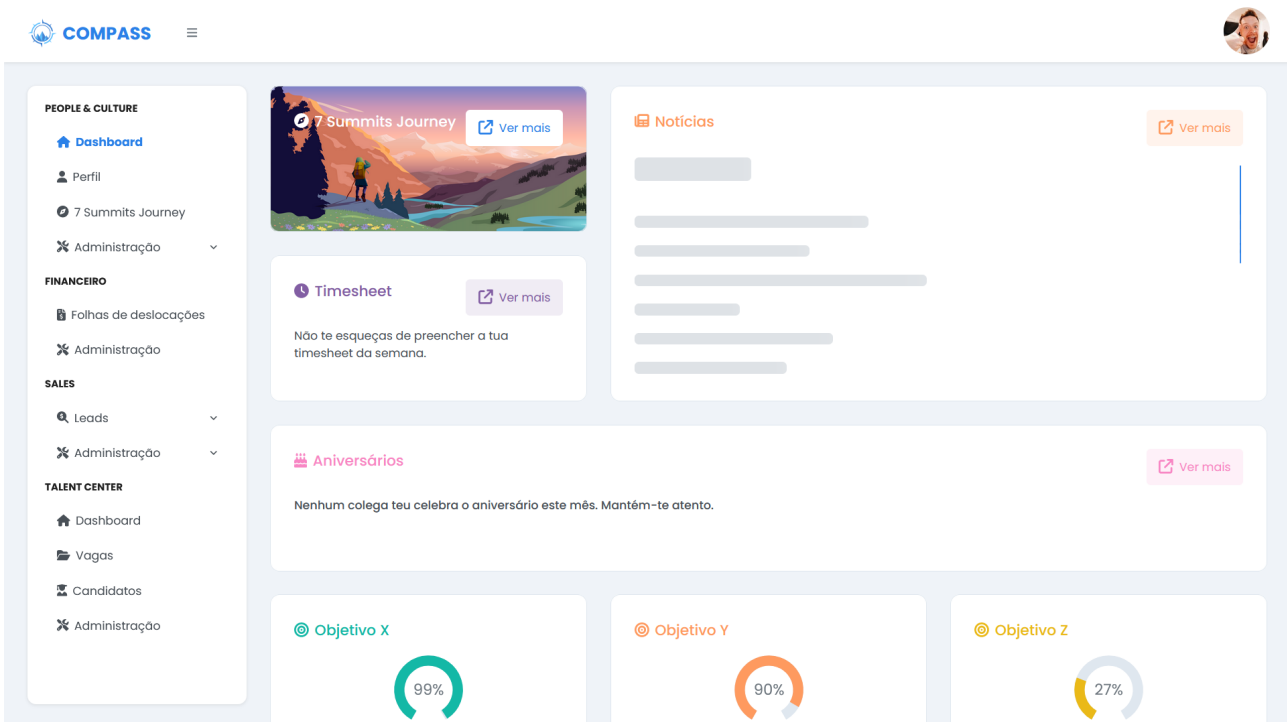 COMPASS
PEOPLE & CULTURE
Dashboard
Perfil
7 Summits Journey
Administração
FINANCEIRO
Folhas de deslocações
Administração
SALES
Leads
Administração
TALENT CENTER
Dashboard
Vagas
Candidatos
Administração
7 Summits Journey
Ver mais
Notícias
Ver mais
Timesheet
Ver mais
Não te esqueças de preencher a tua
timesheet da semana.
Aniversários
Ver mais
Nenhum colega teu celebra o aniversário este mês. Mantém-te atento.
Objetivo X
99%
Objetivo Y
90%
Objetivo Z
27%